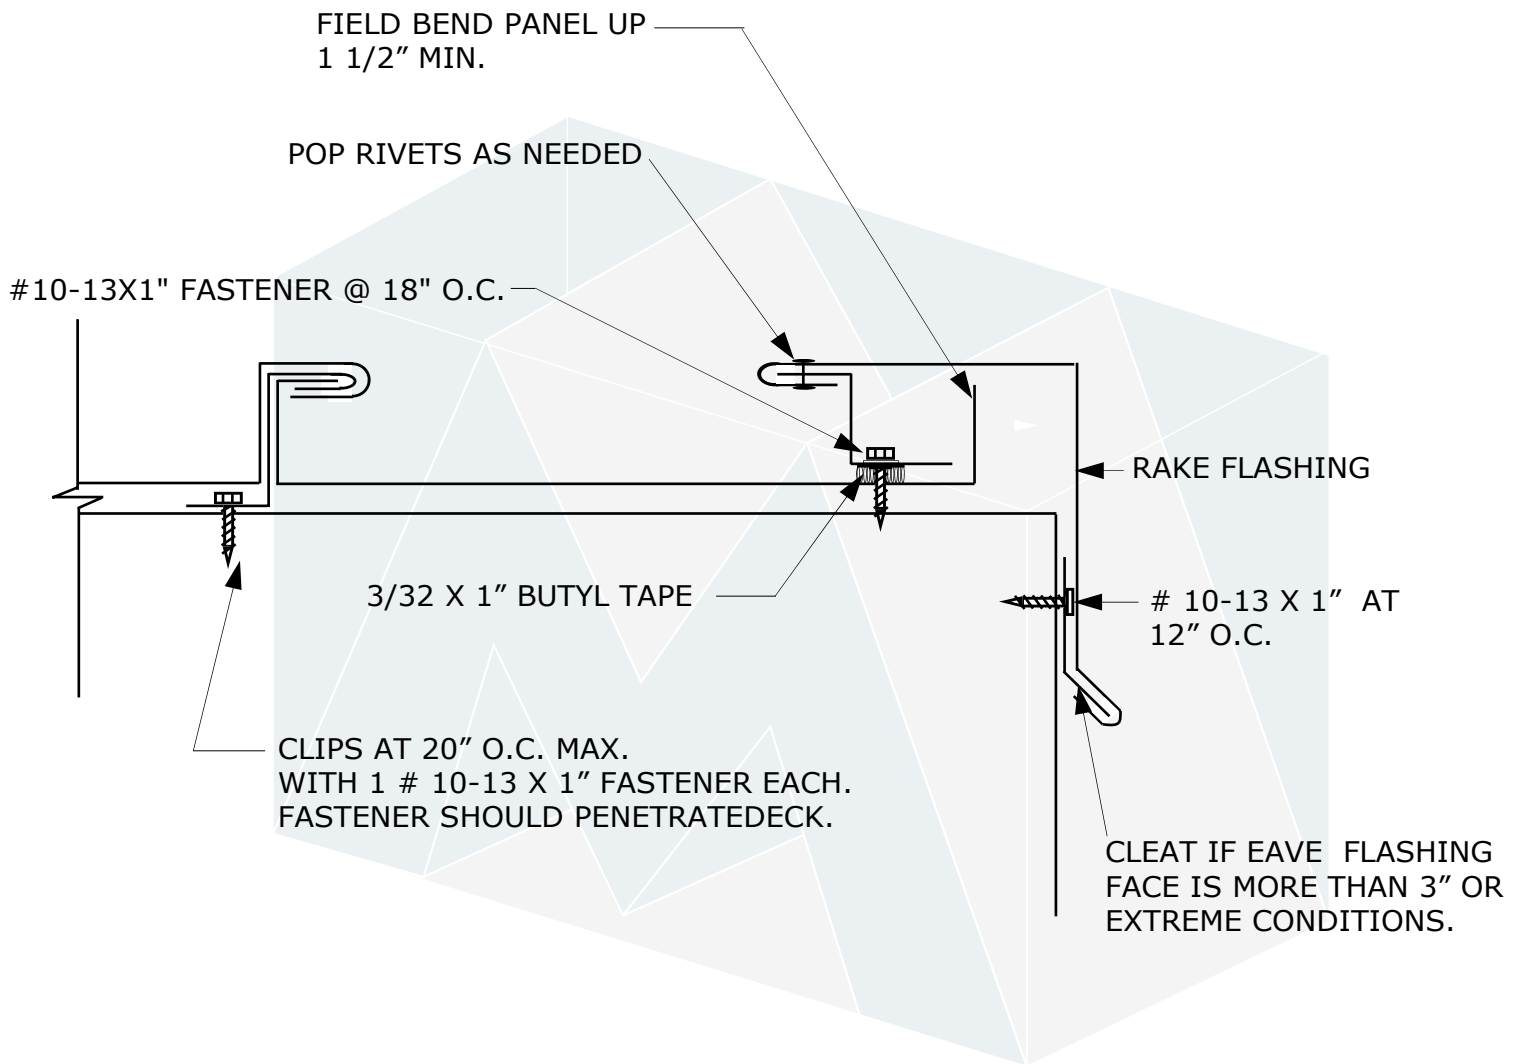 FIELD BEND PANEL UP
1 1/2” MIN.
POP RIVETS AS NEEDED
#10-13X1" FASTENER @ 18" O.C.
RAKE FLASHING
3/32 X 1” BUTYL TAPE
# 10-13 X 1” AT
12” O.C.
CLIPS AT 20” O.C. MAX.
WITH 1 # 10-13 X 1” FASTENER EACH.
FASTENER SHOULD PENETRATEDECK.
CLEAT IF EAVE FLASHING
FACE IS MORE THAN 3” OR
EXTREME CONDITIONS.